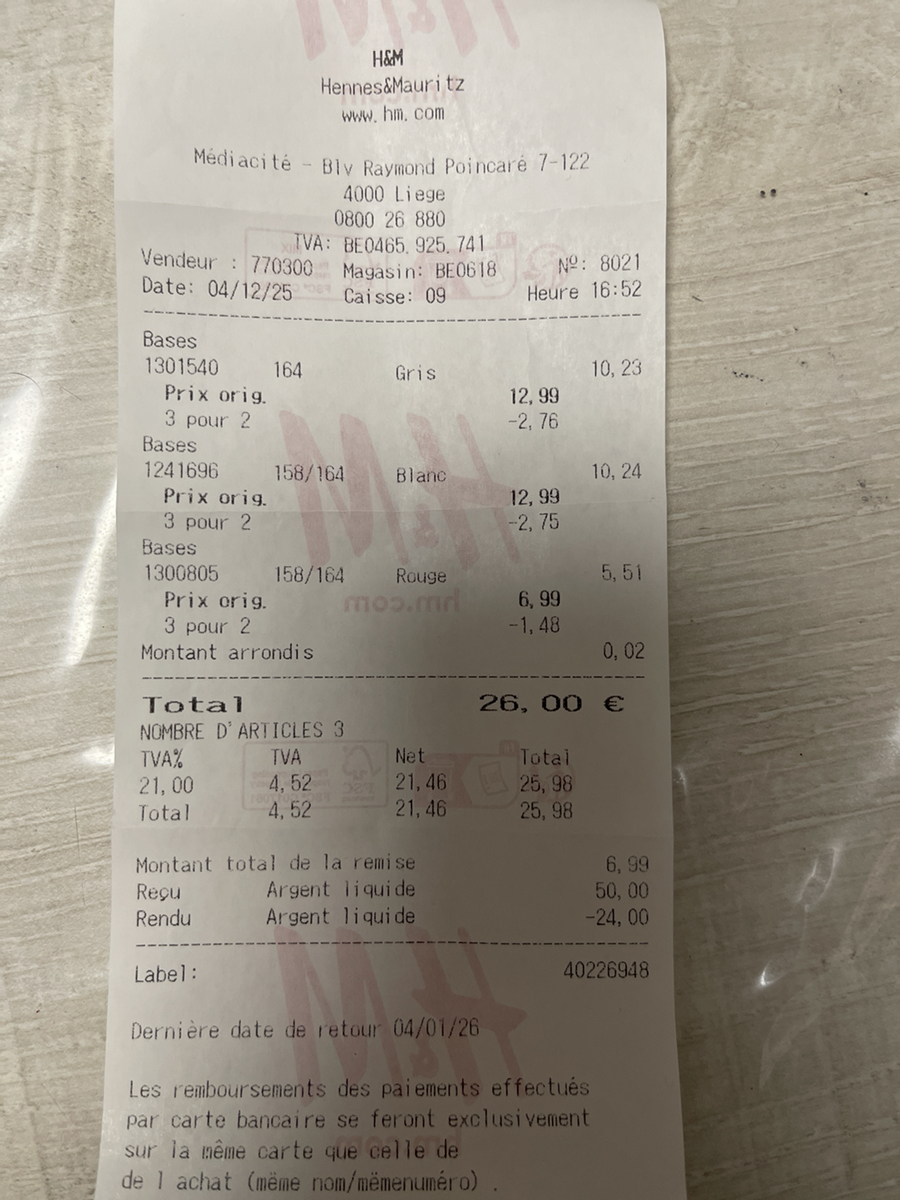 H&M
Hennes&Mauritz
www.hm.com
Médiacité - Blv Raymond Poincaré 7-122
4000 Liege
0800 26 880
TVA: BE0465.925.741
Vendeur : 770300 Magasin: BE0618 Nº: 8021
Date: 04/12/25 Caisse: 09 Heure 16:52
Bases
1301540 164 Gris 10,23
Prix orig. 12,99
3 pour 2 -2,76
Bases
1241696 158/164 Blanc 10,24
Prix orig. 12,99
3 pour 2 -2,75
Bases
1300805 158/164 Rouge 5,51
Prix orig. 6,99
3 pour 2 -1,48
Montant arrondis 0,02
Total 26,00 €
NOMBRE D'ARTICLES 3
TVA% TVA Net Total
21,00 4,52 21,46 25,98
Total 4,52 21,46 25,98
Montant total de la remise 6,99
Reçu Argent liquide 50,00
Rendu Argent liquide -24,00
Label: 40226948
Dernière date de retour 04/01/26
Les remboursements des paiements effectués
par carte bancaire se feront exclusivement
sur la même carte que celle de
de l achat (même nom/mêmenuméro) .